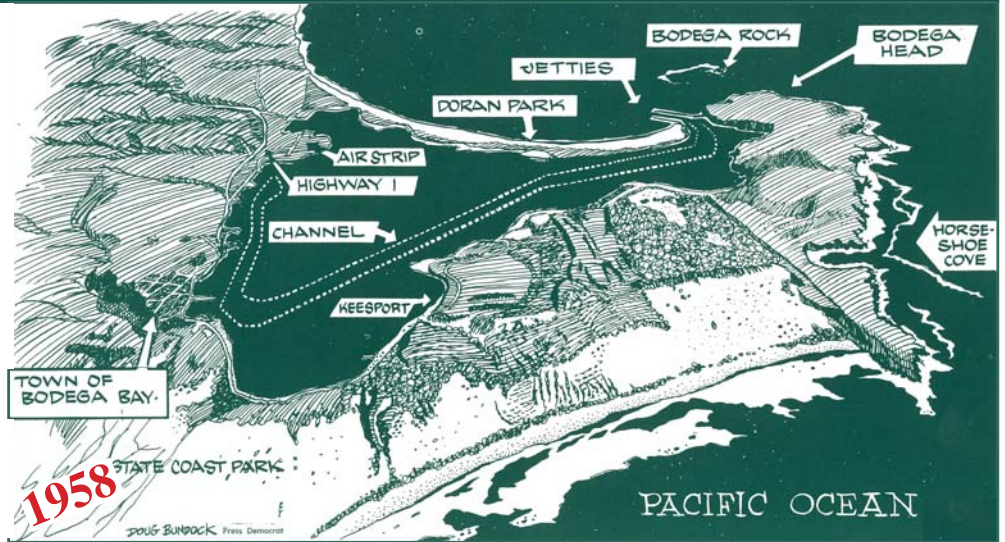 BODEGA ROCK
BODEGA
HEAD
JETTIES
DORAN PARK
AIRSTRIP
HIGHWAY 1
CHANNEL
HORSE-
SHOE
COVE
KEESPORT
TOWN OF
BODEGA BAY.
STATE COAST PARK
1958
PACIFIC OCEAN
DOUG BUNDOCK Press Democrat